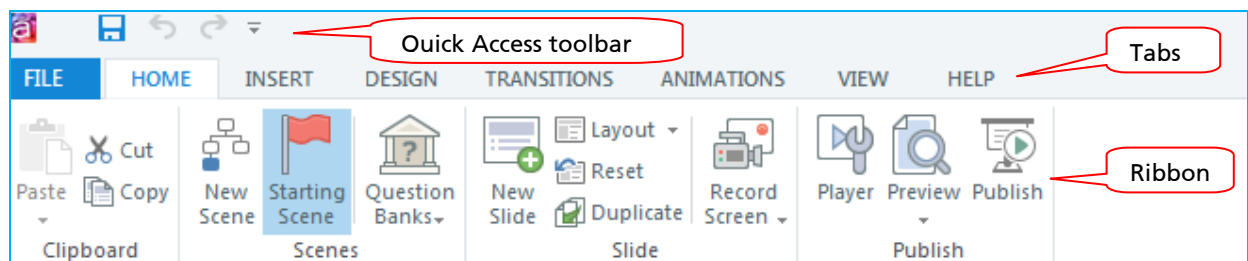 a
Ouick Access toolbar
Tabs
FILE HOME INSERT DESIGN TRANSITIONS ANIMATIONS VIEW HELP
Paste
Cut
Copy
Clipboard
New
Scene
Starting
Scene
?
Question
Banks
Scenes
New
Slide
Layout
Reset
Duplicate
Record
Screen
Slide
Player
Preview
Publish
Publish
Ribbon